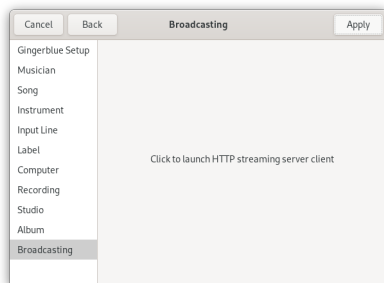 Cancel
Back
Broadcasting
Apply
Gingerblue Setup
Musician
Song
Instrument
Input Line
Label
Computer
Recording
Studio
Album
Broadcasting
Click to launch HTTP streaming server client